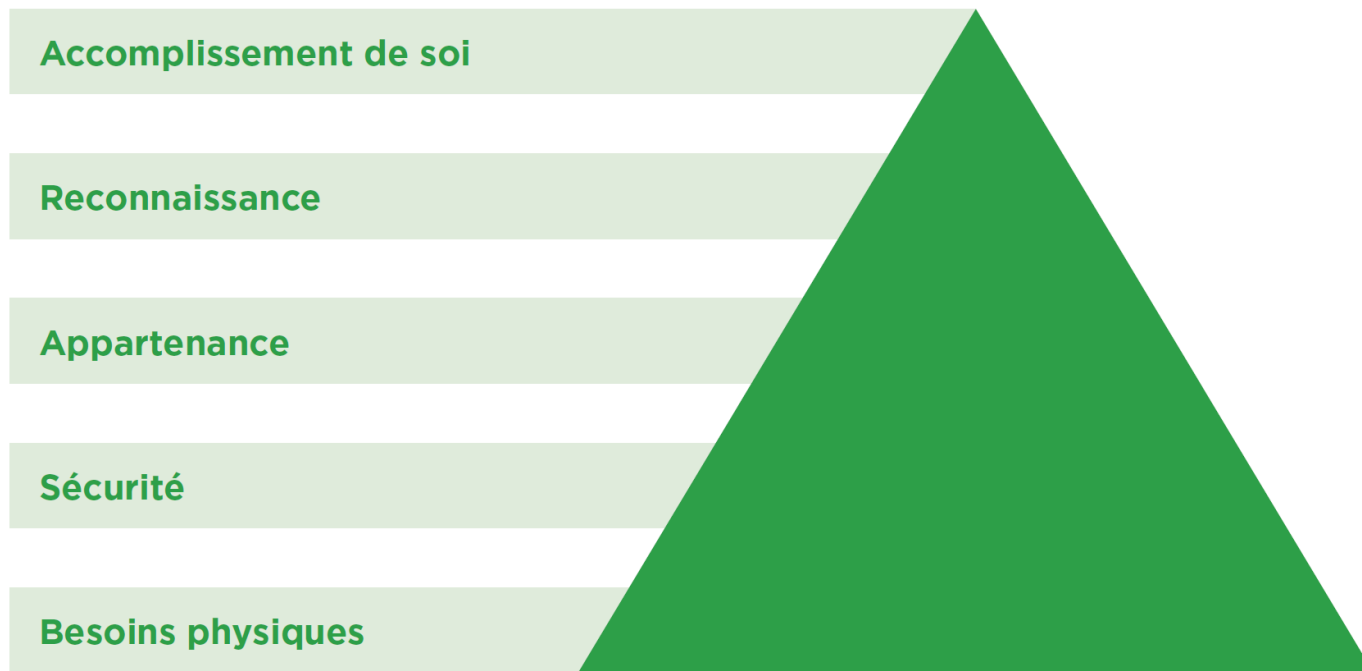 Accomplissement de soi
Reconnaissance
Appartenance
Sécurité
Besoins physiques